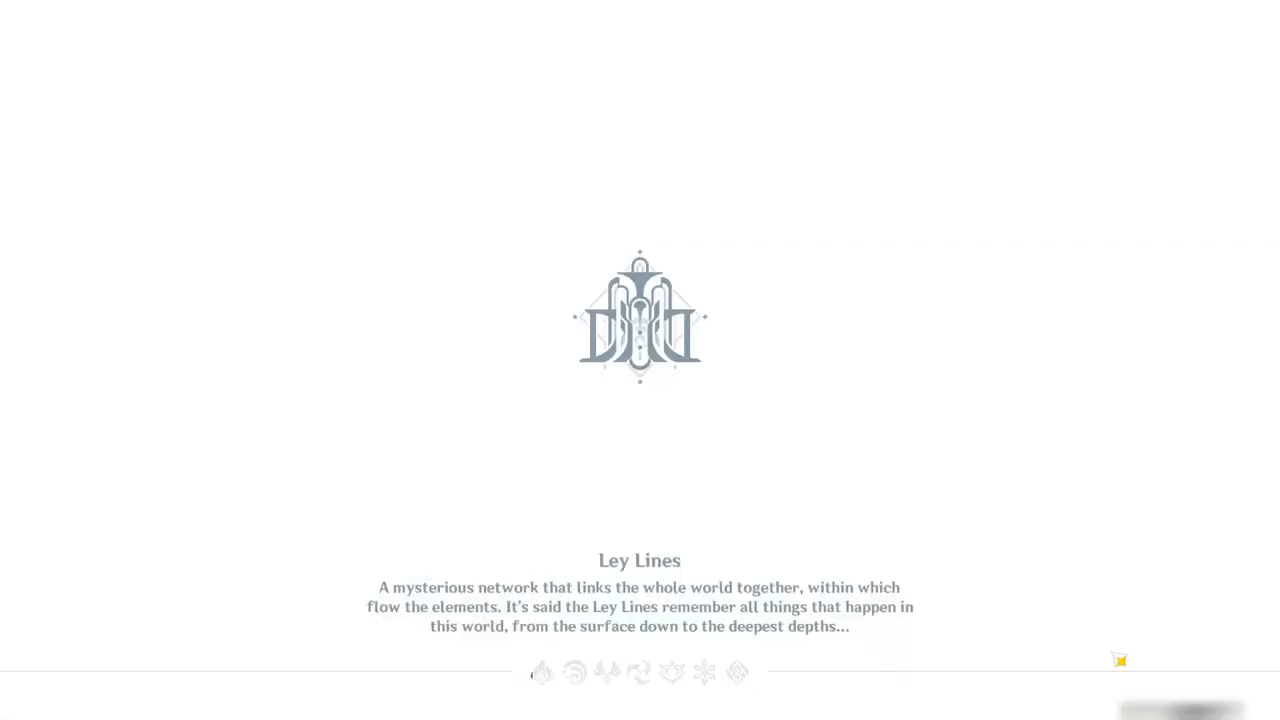 Ley Lines
A mysterious network that links the whole world together, within which
flow the elements. It's said the Ley Lines remember all things that happen in
this world, from the surface down to the deepest depths...